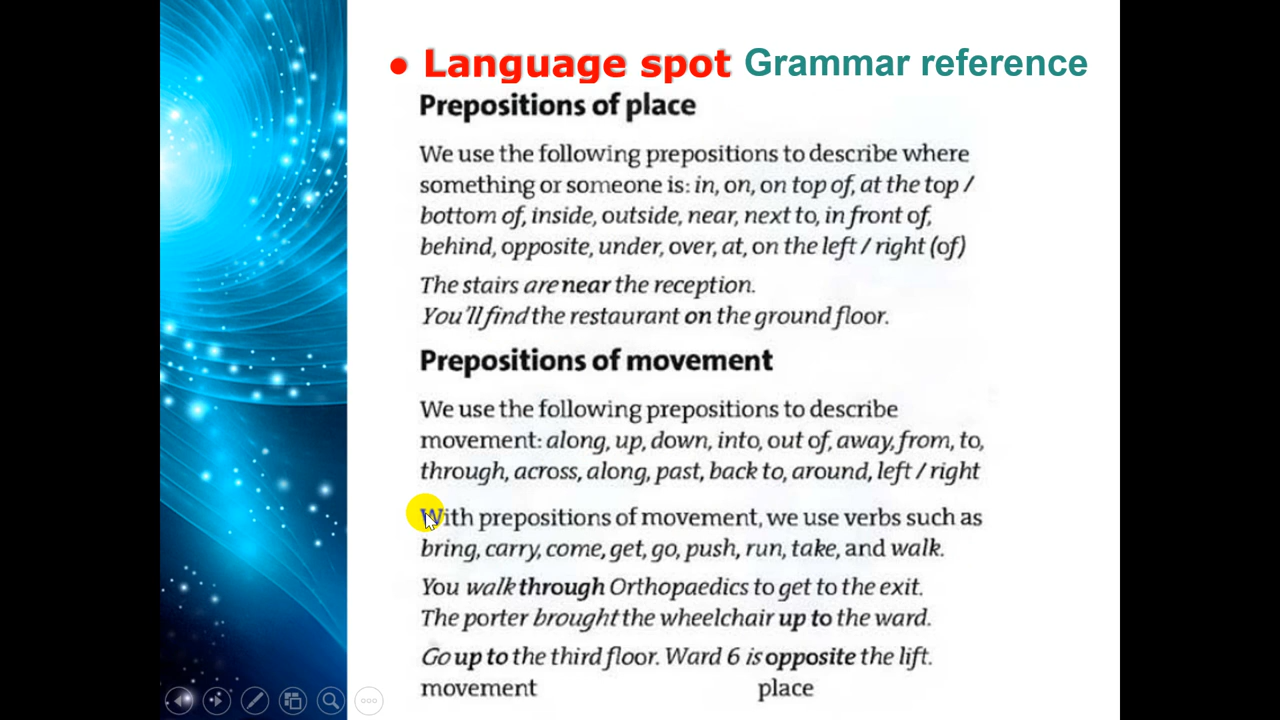 • Language spot Grammar reference
Prepositions of place
We use the following prepositions to describe where
something or someone is: in, on, on top of, at the top /
bottom of, inside, outside, near, next to, in front of,
behind, opposite, under, over, at, on the left / right (of)
The stairs are near the reception.
You'll find the restaurant on the ground floor.
Prepositions of movement
We use the following prepositions to describe
movement: along, up, down, into, out of, away, from, to,
through, across, along, past, back to, around, left / right
With prepositions of movement, we use verbs such as
bring, carry, come, get, go, push, run, take, and walk.
You walk through Orthopaedics to get to the exit.
The porter brought the wheelchair up to the ward.
Go up to the third floor. Ward 6 is opposite the lift.
movement place